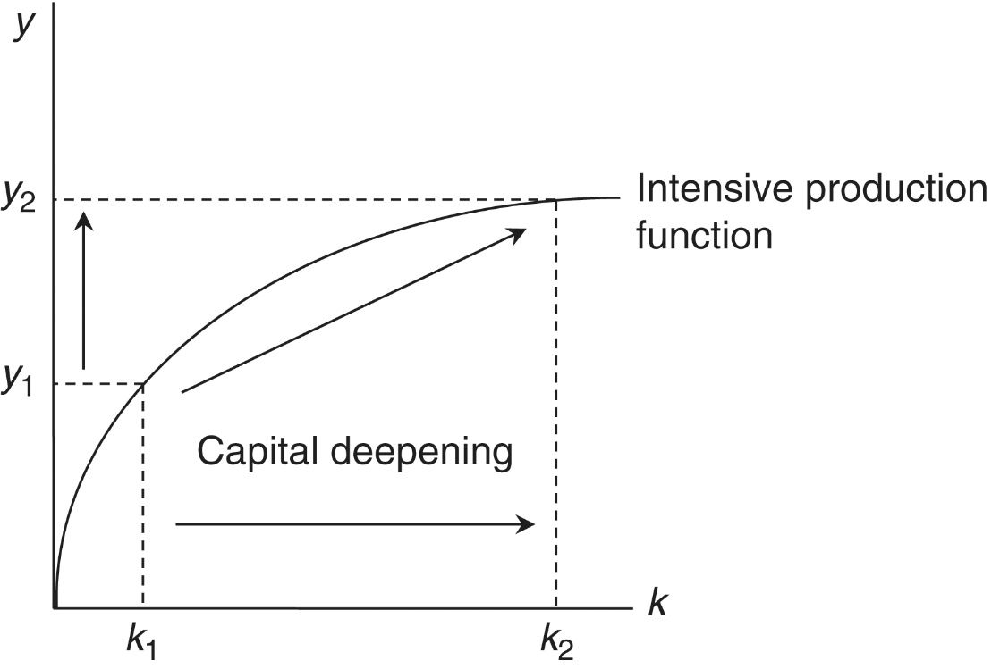 y
y2
Intensive production
function
y1
Capital deepening
k
k1
k2